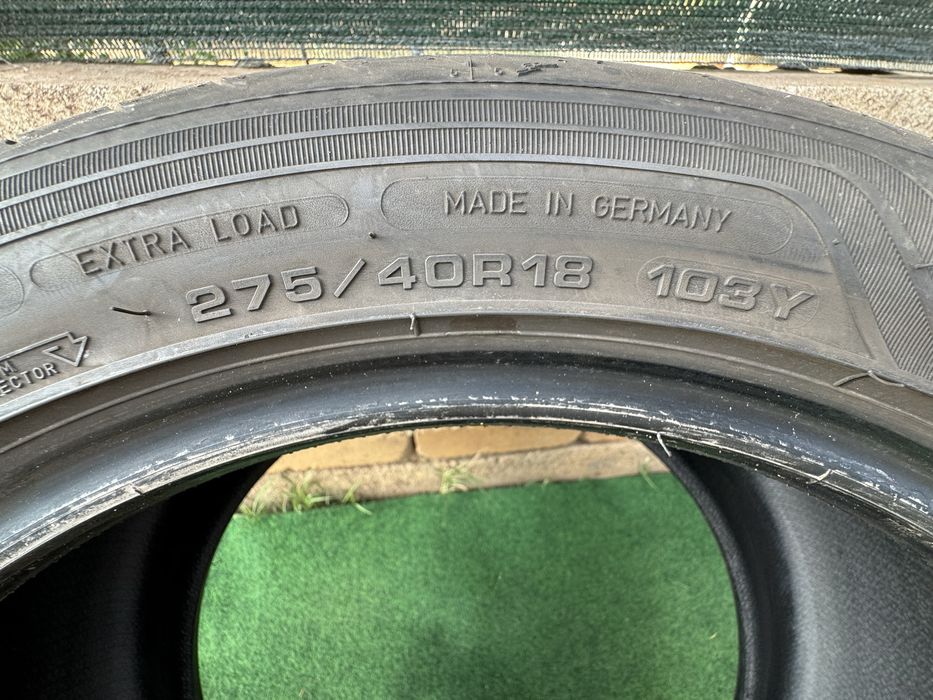 EXTRA LOAD
MADE IN GERMANY
275/40R18 103Y